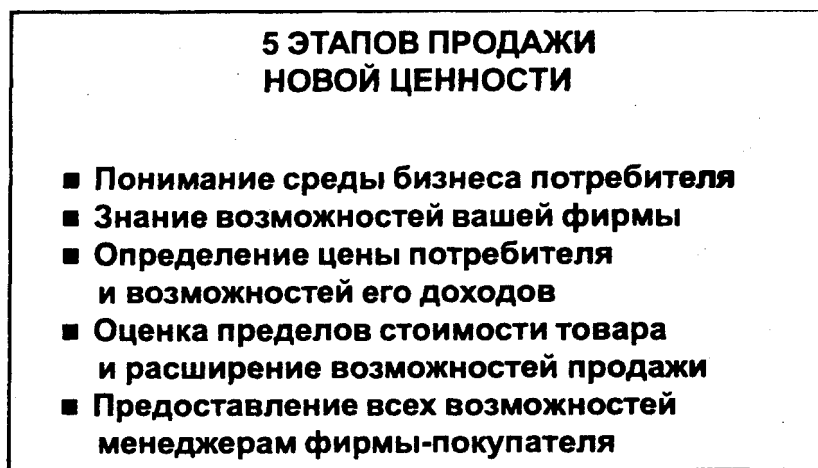 5 ЭТАПОВ ПРОДАЖИ
НОВОЙ ЦЕННОСТИ
■ Понимание среды бизнеса потребителя
■ Знание возможностей вашей фирмы
■ Определение цены потребителя
и возможностей его доходов
■ Оценка пределов стоимости товара
и расширение возможностей продажи
■ Предоставление всех возможностей
менеджерам фирмы-покупателя